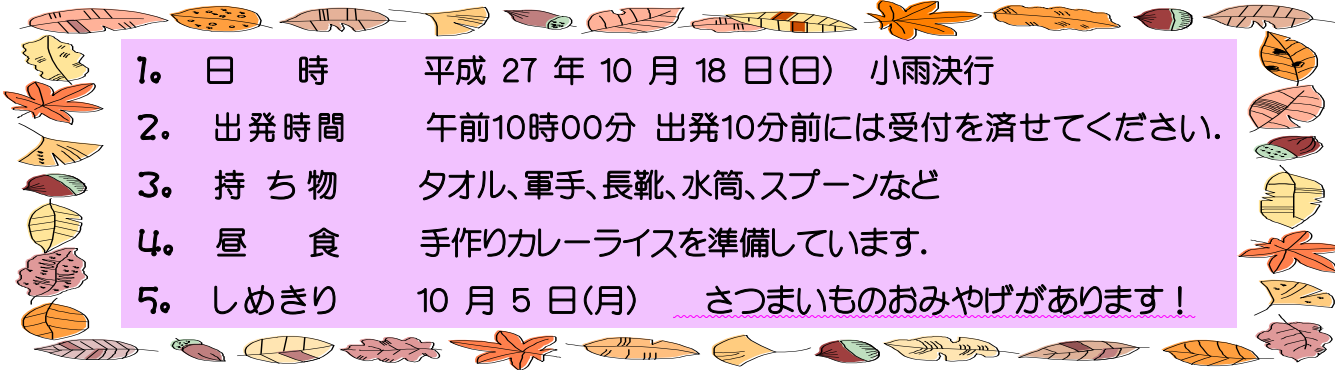 1。 日 時 平成 27 年 10 月 18 日(日) 小雨決行
2。 出発時間 午前10時00分 出発10分前には受付を済せてください.
3。 持 ち 物 タオル、軍手、長靴、水筒、スプーンなど
4。 昼 食 手作りカレーライスを準備しています.
5。 しめきり 10 月 5 日(月) さつまいものおみやげがあります！